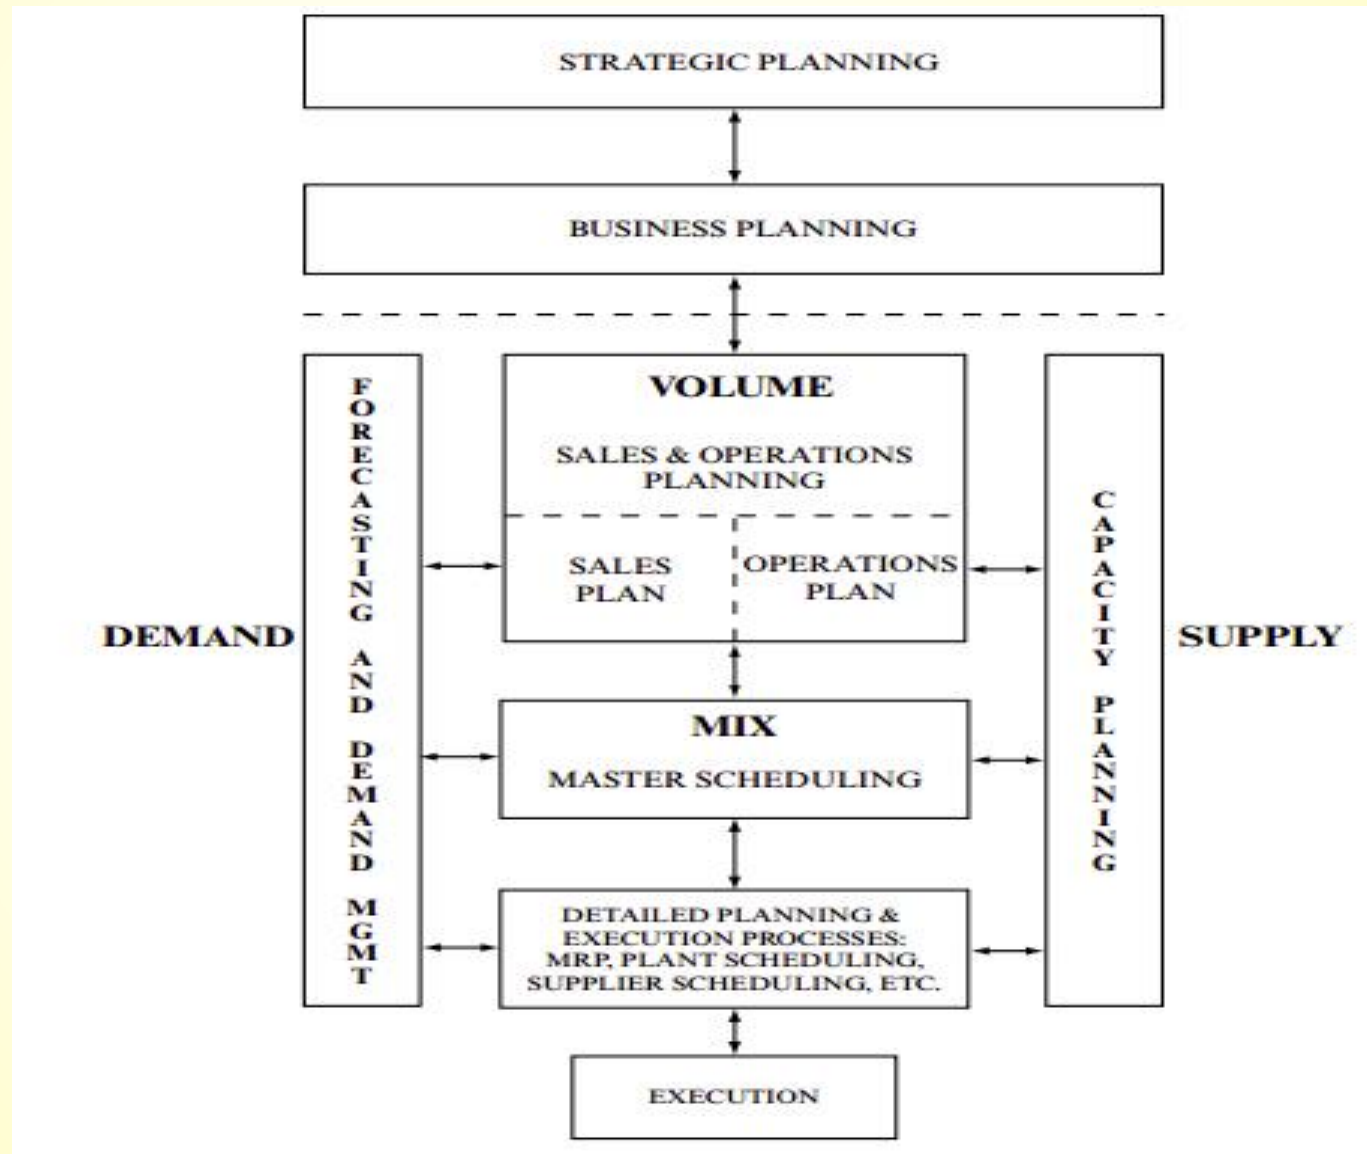 STRATEGIC PLANNING
BUSINESS PLANNING
VOLUME
SALES & OPERATIONS
PLANNING
SALES
PLAN
OPERATIONS
PLAN
DEMAND
FORECASTING AND DEMAND MGMT
CAPACITY PLANNING
SUPPLY
MIX
MASTER SCHEDULING
DETAILED PLANNING &
EXECUTION PROCESSES:
MRP, PLANT SCHEDULING,
SUPPLIER SCHEDULING, ETC.
EXECUTION